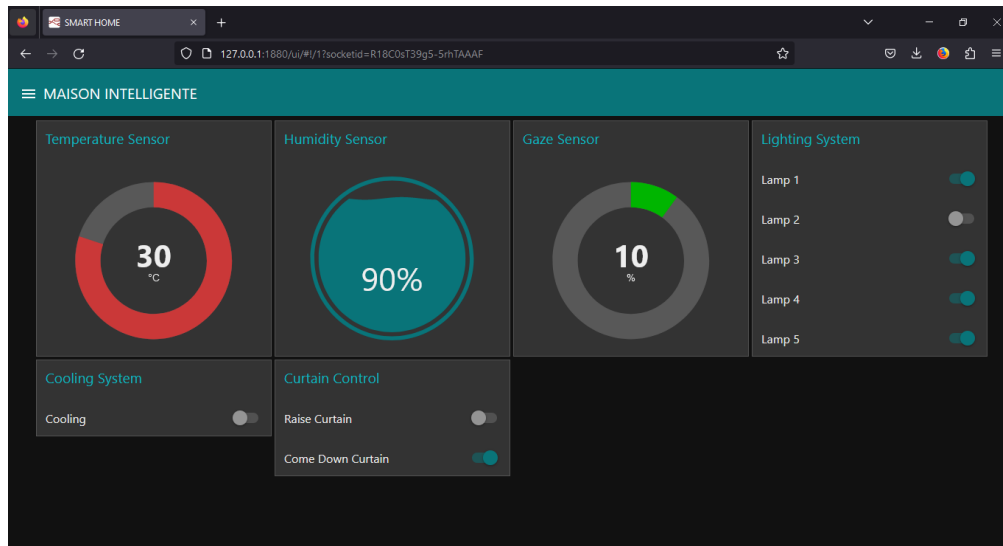 SMART HOME
127.0.0.1:1880/ui/#!/1?socketid=R18C0sT39g5-5rhTAAAF
MAISON INTELLIGENTE
Temperature Sensor
30
°C
Humidity Sensor
90%
Gaze Sensor
10
%
Lighting System
Lamp 1
Lamp 2
Lamp 3
Lamp 4
Lamp 5
Cooling System
Cooling
Curtain Control
Raise Curtain
Come Down Curtain